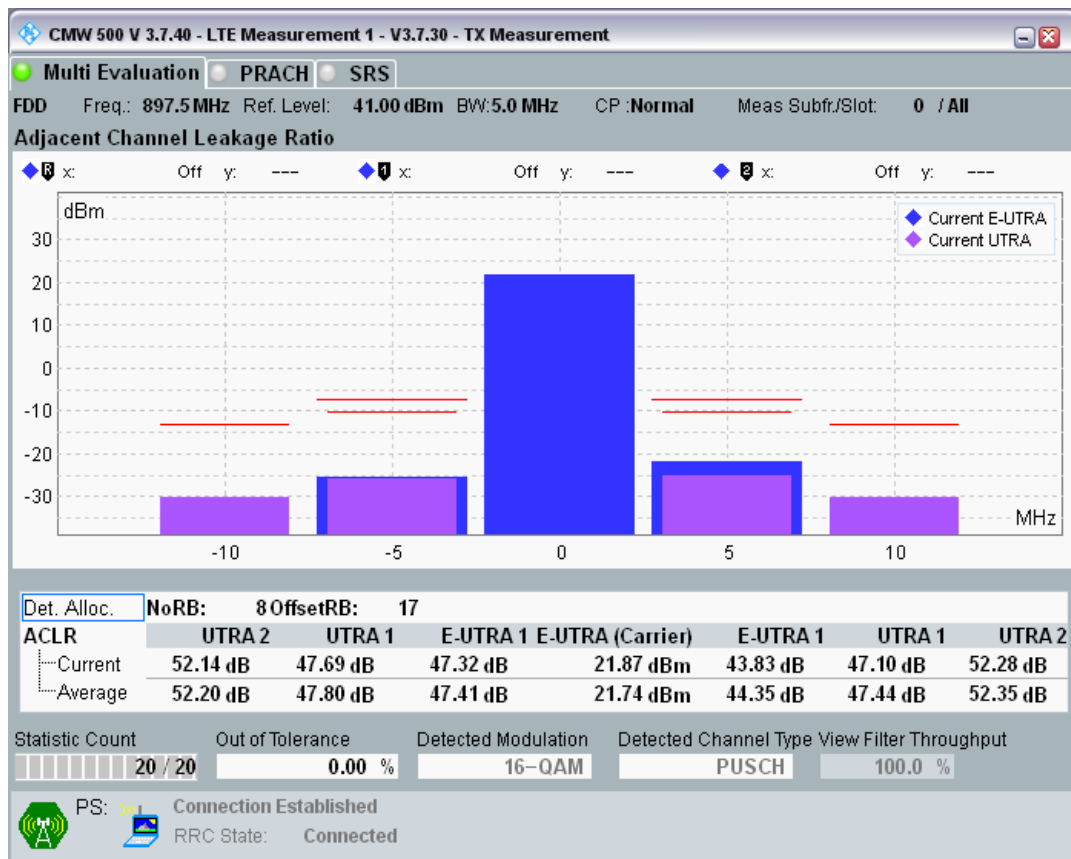 CMW 500 V 3.7.40 - LTE Measurement 1 - V3.7.30 - TX Measurement
Multi Evaluation PRACH SRS
FDD Freq.: 897.5 MHz Ref. Level: 41.00 dBm BW: 5.0 MHz CP :Normal Meas Subfr./Slot: 0 / All
Adjacent Channel Leakage Ratio
R x: Off y: --- 1 x: Off y: --- 2 x: Off y: ---
dBm
Current E-UTRA
Current UTRA
30
20
10
0
-10
-20
-30
MHz
-10 -5 0 5 10
Det. Alloc. NoRB: 8 OffsetRB: 17
ACLR UTRA 2 UTRA 1 E-UTRA 1 E-UTRA (Carrier) E-UTRA 1 UTRA 1 UTRA 2
Current 52.14 dB 47.69 dB 47.32 dB 21.87 dBm 43.83 dB 47.10 dB 52.28 dB
Average 52.20 dB 47.80 dB 47.41 dB 21.74 dBm 44.35 dB 47.44 dB 52.35 dB
Statistic Count Out of Tolerance Detected Modulation Detected Channel Type View Filter Throughput
20 / 20 0.00 % 16-QAM PUSCH 100.0 %
PS: Connection Established
RRC State: Connected